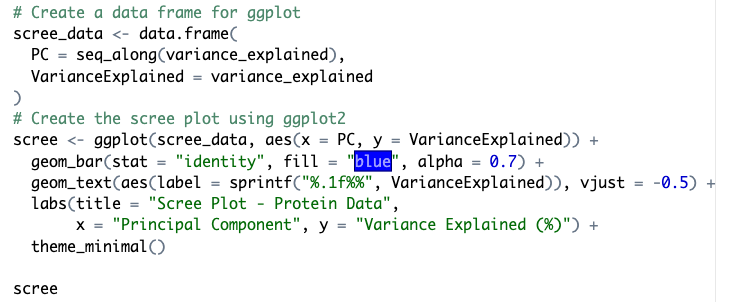 # Create a data frame for ggplot
scree_data <- data.frame(
  PC = seq_along(variance_explained),
  VarianceExplained = variance_explained
)
# Create the scree plot using ggplot2
scree <- ggplot(scree_data, aes(x = PC, y = VarianceExplained)) +
  geom_bar(stat = "identity", fill = "blue", alpha = 0.7) +
  geom_text(aes(label = sprintf("%.1f%%", VarianceExplained)), vjust = -0.5) +
  labs(title = "Scree Plot - Protein Data",
       x = "Principal Component", y = "Variance Explained (%)") +
  theme_minimal()

scree